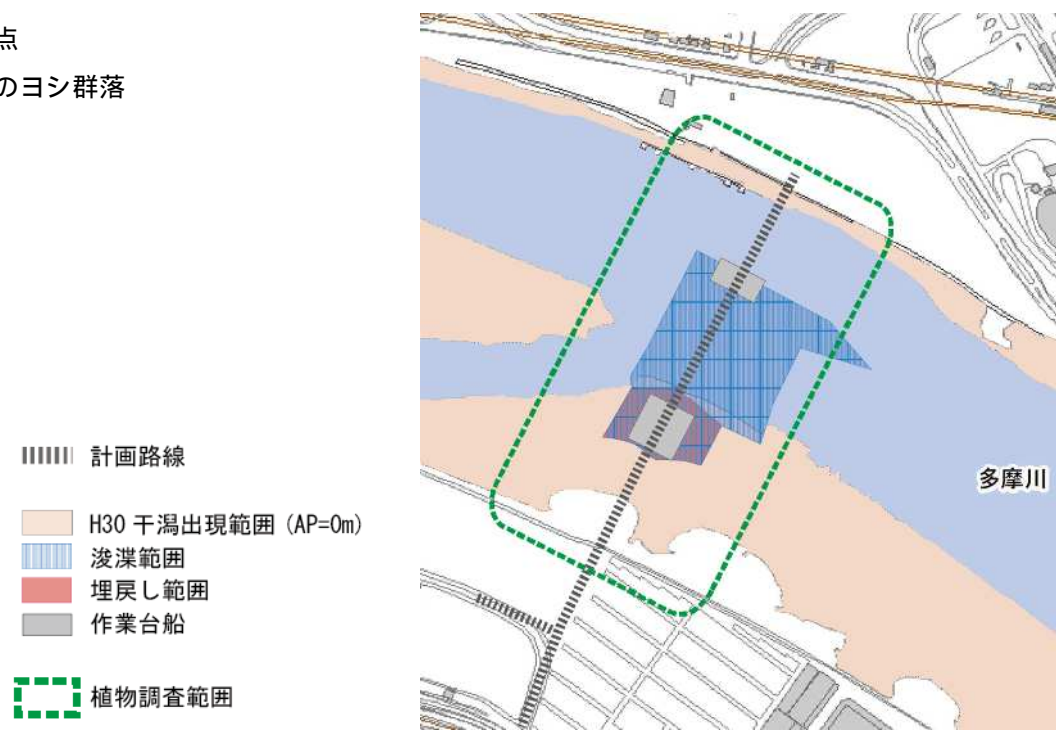 点
のヨシ群落
計画路線
H30 干潟出現範囲 (AP=0m)
浚渫範囲
埋戻し範囲
作業台船
植物調査範囲
多摩川